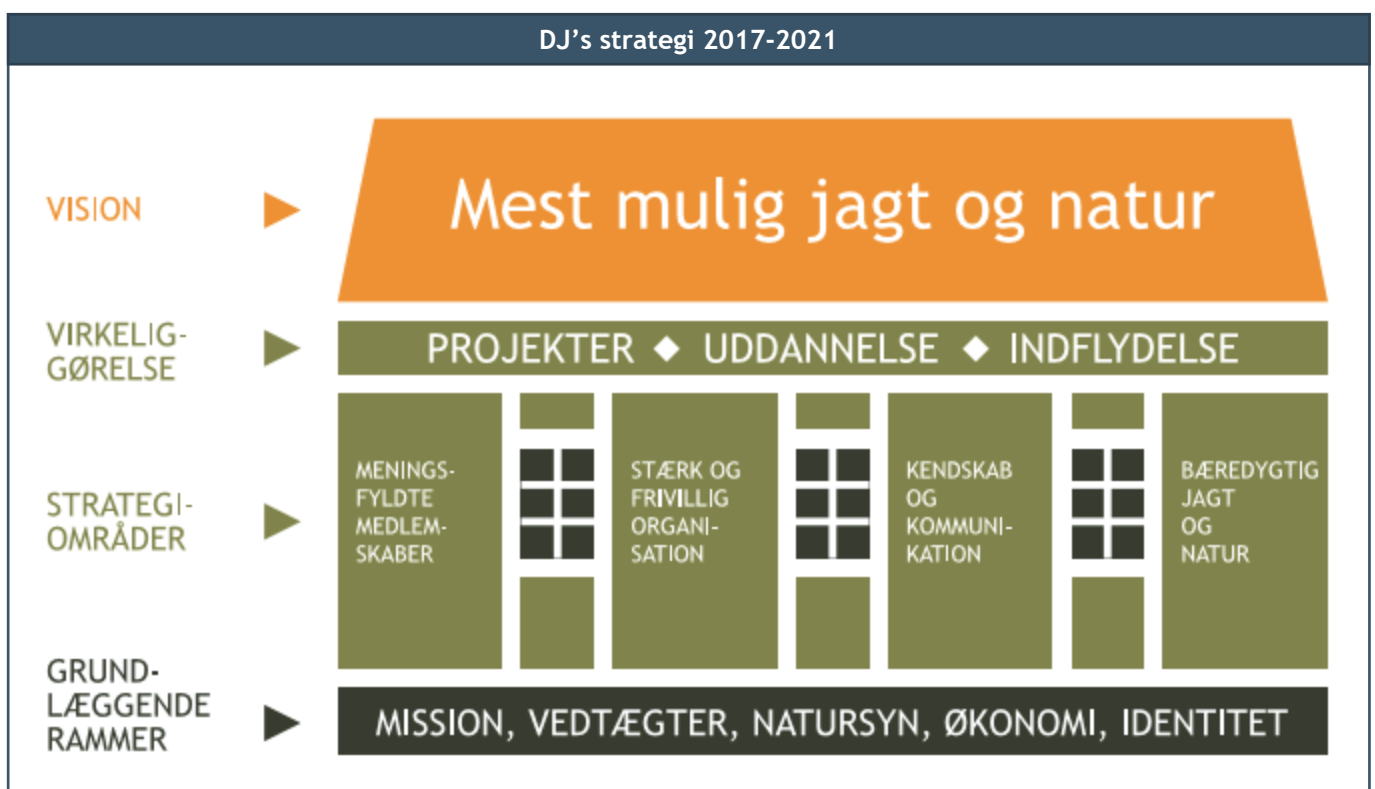 DJ's strategi 2017-2021
VISION
Mest mulig jagt og natur
VIRKELIG-
GØRELSE
PROJEKTER ◆ UDDANNELSE ◆ INDFLYDELSE
STRATEGI-
OMRÅDER
MENINGS-
FYLDTE
MEDLEM-
SKABER
STÆRK OG
FRIVILLIG
ORGANI-
SATION
KENDSKAB
OG
KOMMUNI-
KATION
BÆREDYGTIG
JAGT
OG
NATUR
GRUND-
LÆGGENDE
RAMMER
MISSION, VEDTÆGTER, NATURSYN, ØKONOMI, IDENTITET